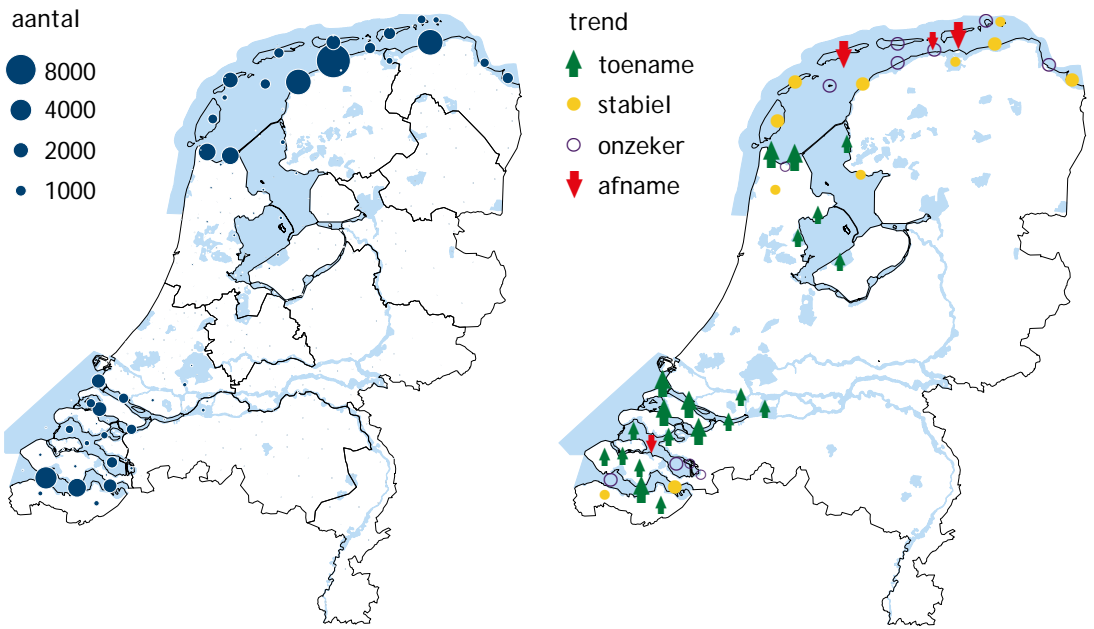 aantal
8000
4000
2000
1000
trend
toename
stabiel
onzeker
afname